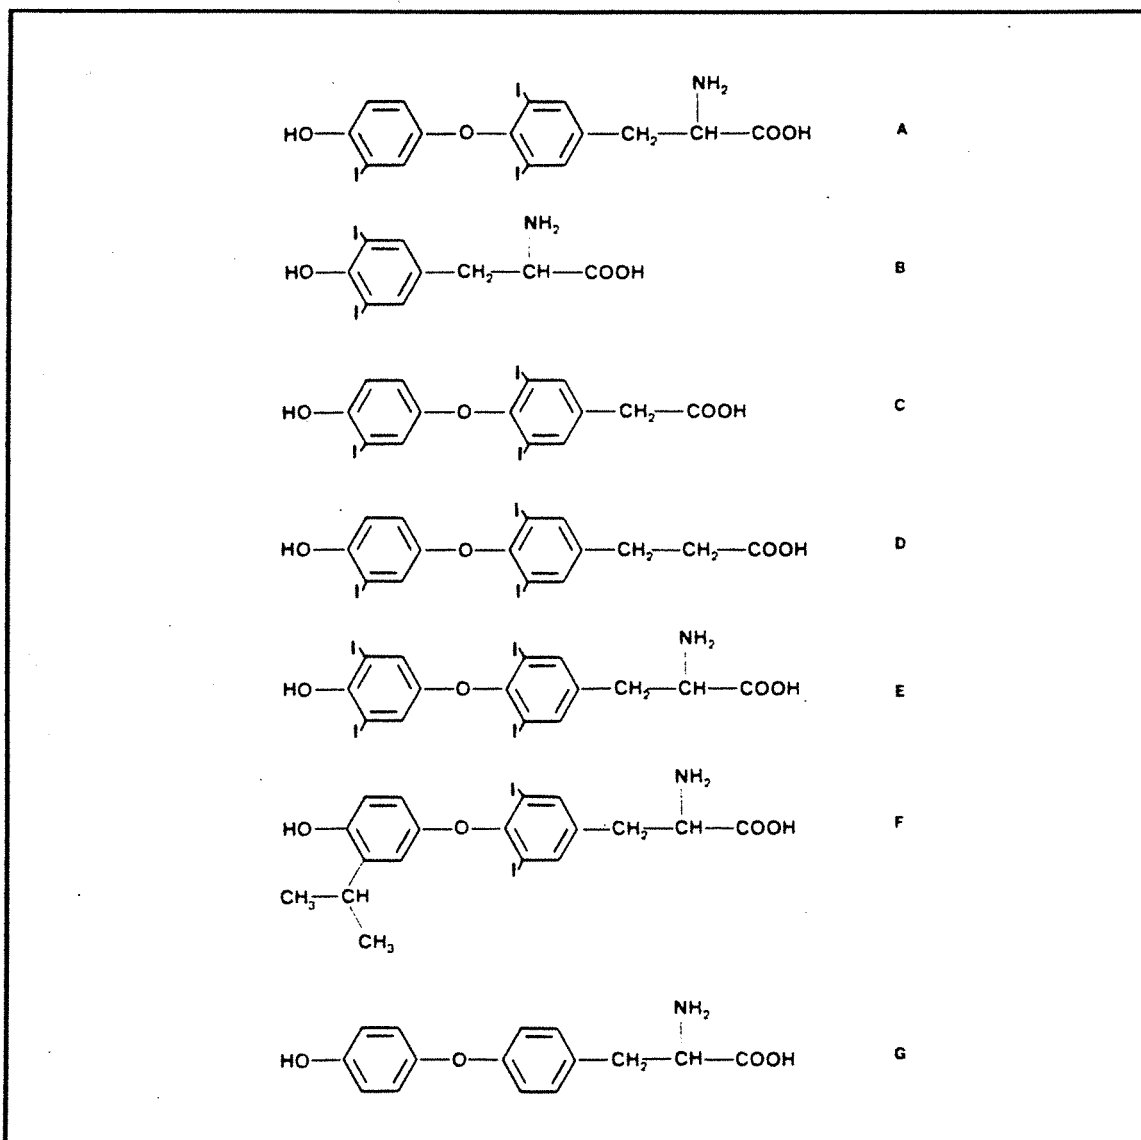 NH₂
I I
HO O CH₂ CH COOH A
I I
NH₂
I
HO CH₂ CH COOH B
I
I
HO O CH₂ COOH C
I I
I
HO O CH₂ CH₂ COOH D
I I
NH₂
I I
HO O CH₂ CH COOH E
I I
NH₂
I
HO O CH₂ CH COOH F
I
CH₃ CH
CH₃
NH₂
HO O CH₂ CH COOH G